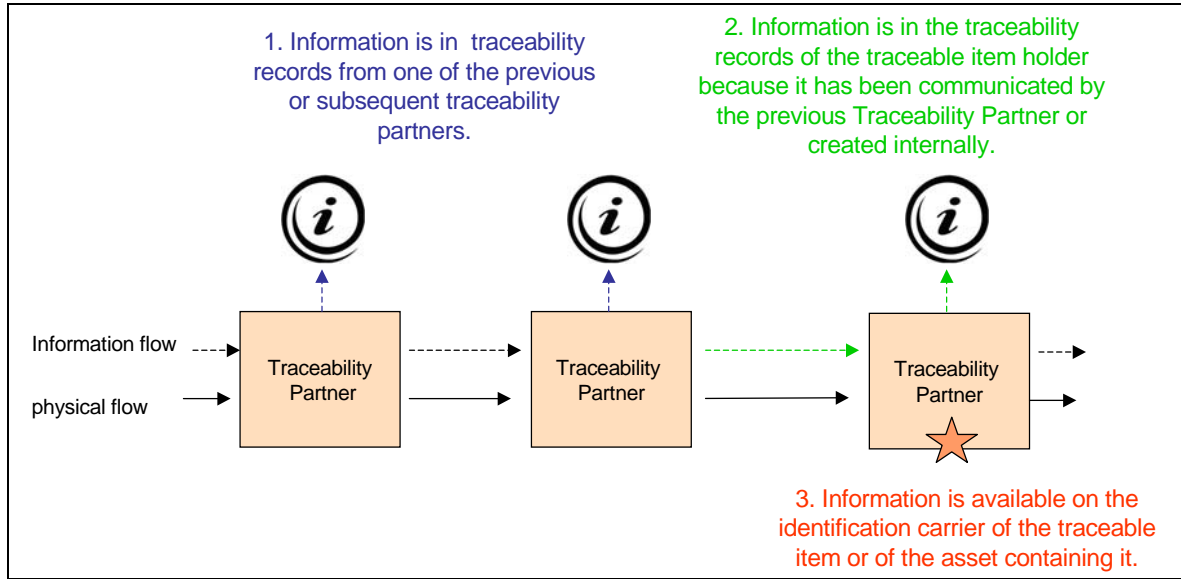 1. Information is in traceability
records from one of the previous
or subsequent traceability
partners.
2. Information is in the traceability
records of the traceable item holder
because it has been communicated by
the previous Traceability Partner or
created internally.
i
i
i
Information flow
physical flow
Traceability
Partner
Traceability
Partner
Traceability
Partner
3. Information is available on the
identification carrier of the traceable
item or of the asset containing it.